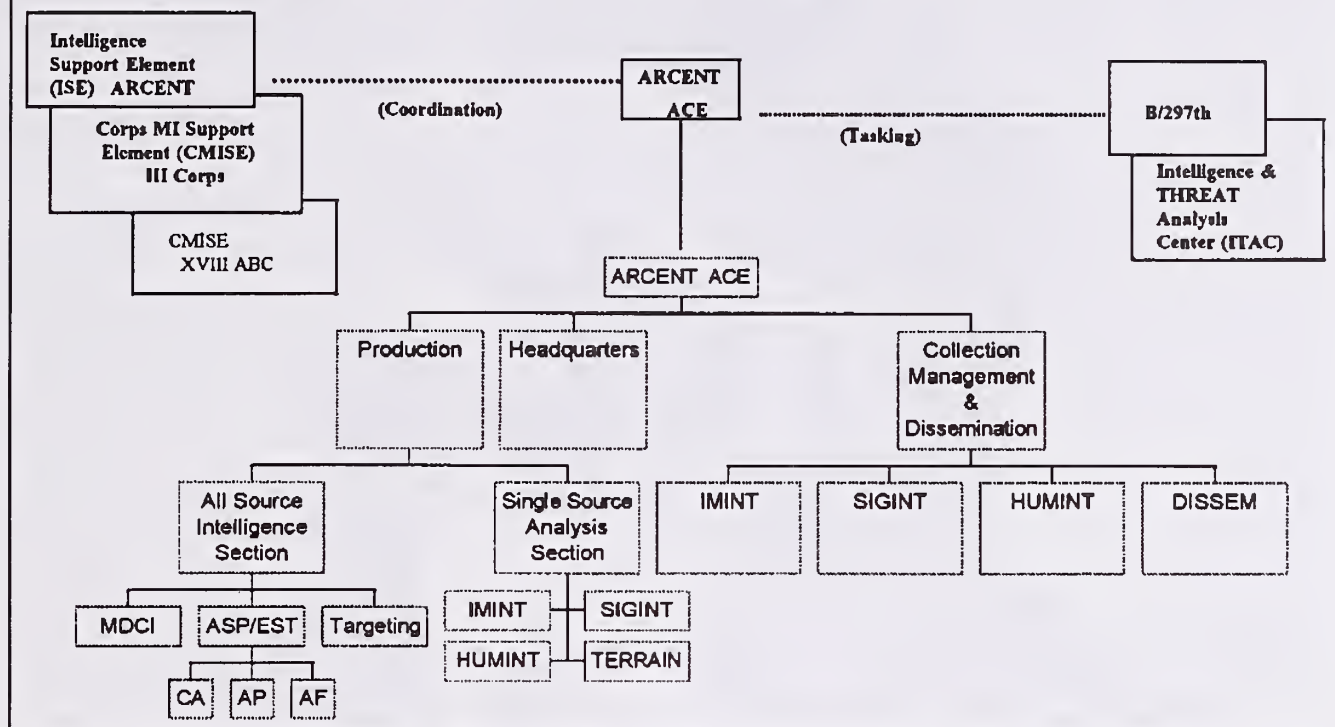 Intelligence
Support Element
(ISE) ARCENT
Corps MI Support
Element (CMISE)
III Corps
CMISE
XVIII ABC
(Coordination)
ARCENT
ACE
(Tasking)
B/297th
Intelligence &
THREAT
Analysis
Center (ITAC)
ARCENT ACE
Production
Headquarters
Collection
Management
&
Dissemination
All Source
Intelligence
Section
Single Source
Analysis
Section
IMINT
SIGINT
HUMINT
DISSEM
MDCI
ASP/EST
Targeting
IMINT
SIGINT
HUMINT
TERRAIN
CA
AP
AF